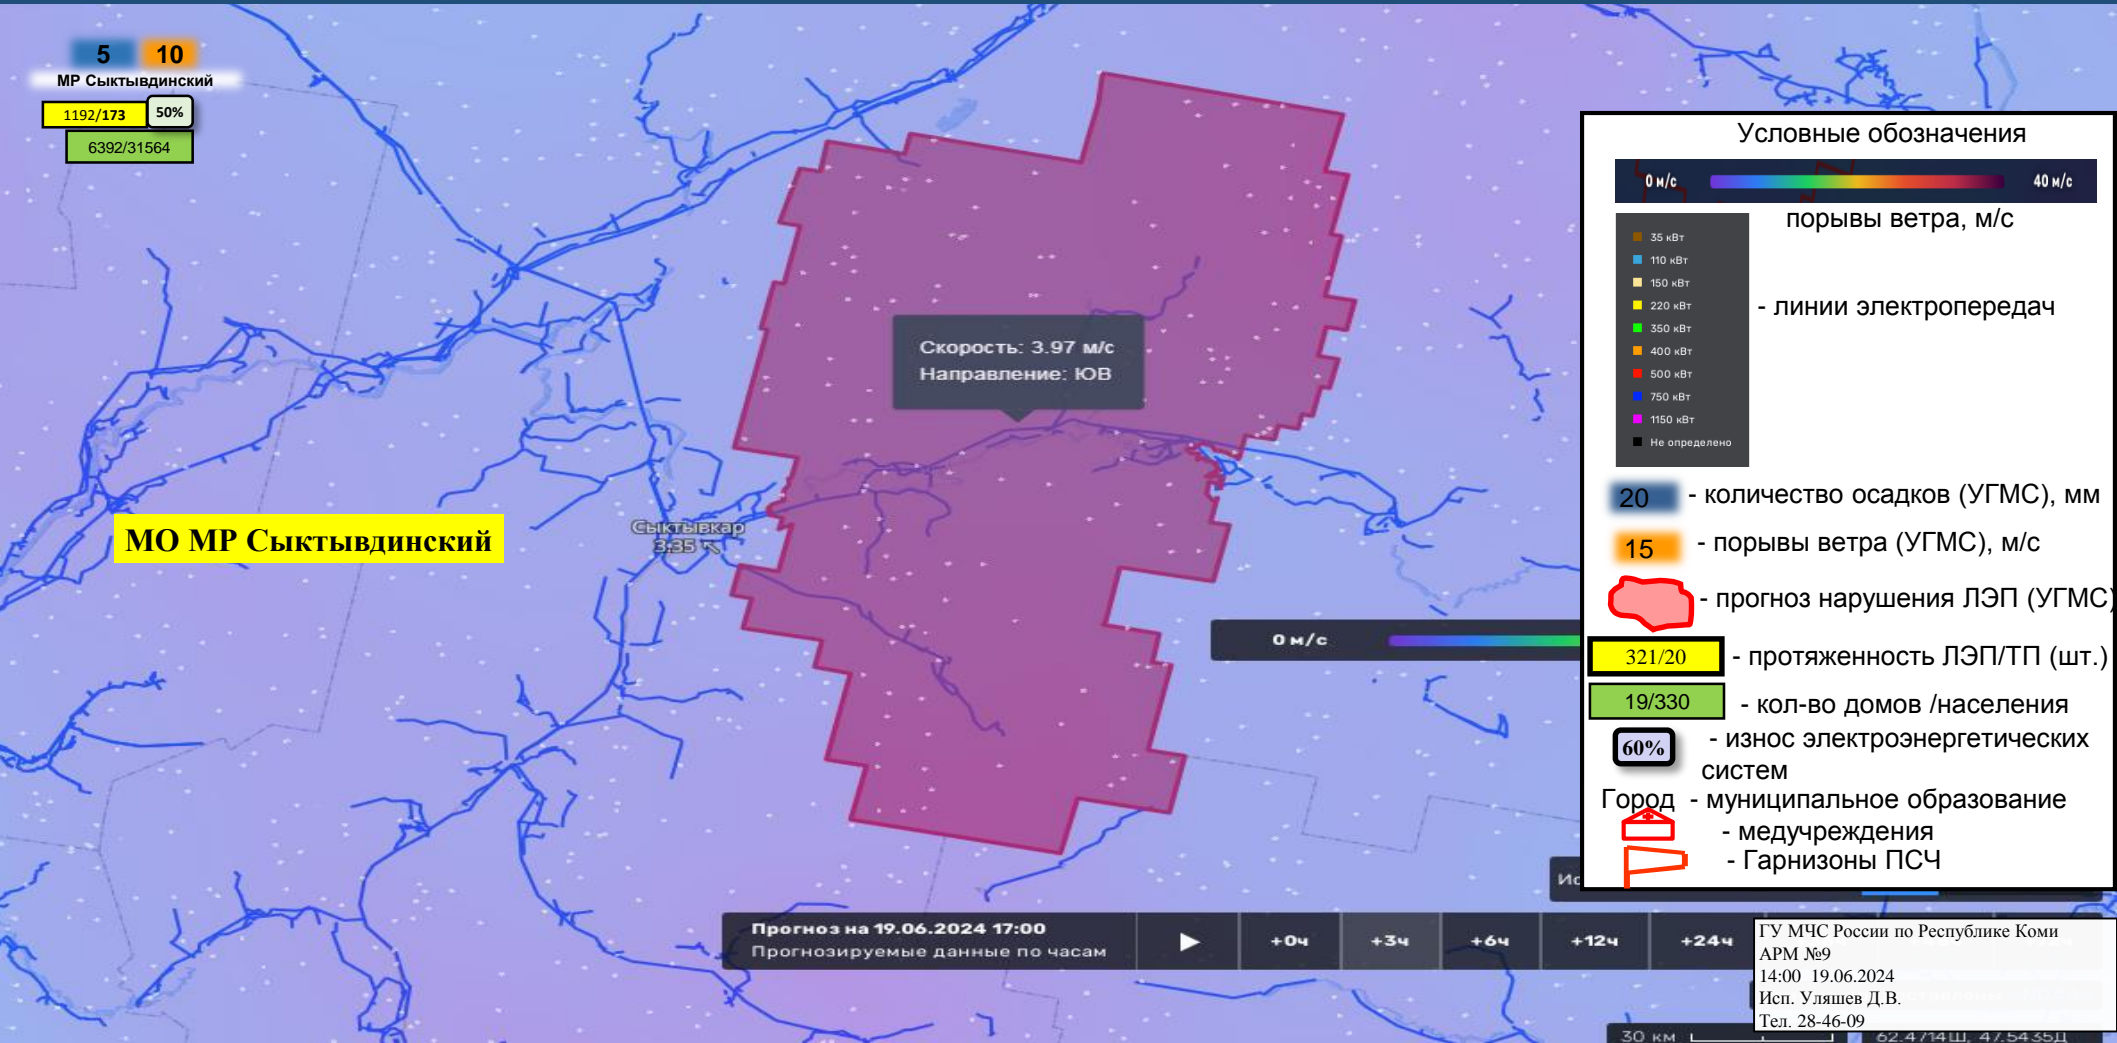 5 10
МР Сыктывдинский
1192/173 50%
6392/31564
МО МР Сыктывдинский
Скорость: 3.97 м/с
Направление: ЮВ
Сыктывкар
3.35
0 м/с
Прогноз на 19.06.2024 17:00
Прогнозируемые данные по часам
+0ч +3ч +6ч +12ч +24ч
Условные обозначения
0 м/с 40 м/с
порывы ветра, м/с
35 кВт
110 кВт
150 кВт
220 кВт
350 кВт
400 кВт
500 кВт
750 кВт
1150 кВт
Не определено
- линии электропередач
20 - количество осадков (УГМС), мм
15 - порывы ветра (УГМС), м/с
- прогноз нарушения ЛЭП (УГМС)
321/20 - протяженность ЛЭП/ТП (шт.)
19/330 - кол-во домов /населения
60% - износ электроэнергетических
систем
Город - муниципальное образование
- медучреждения
- Гарнизоны ПСЧ
ГУ МЧС России по Республике Коми
АРМ №9
14:00 19.06.2024
Исп. Уляшев Д.В.
Тел. 28-46-09
30 км
62.4714Ш, 47.5435Д